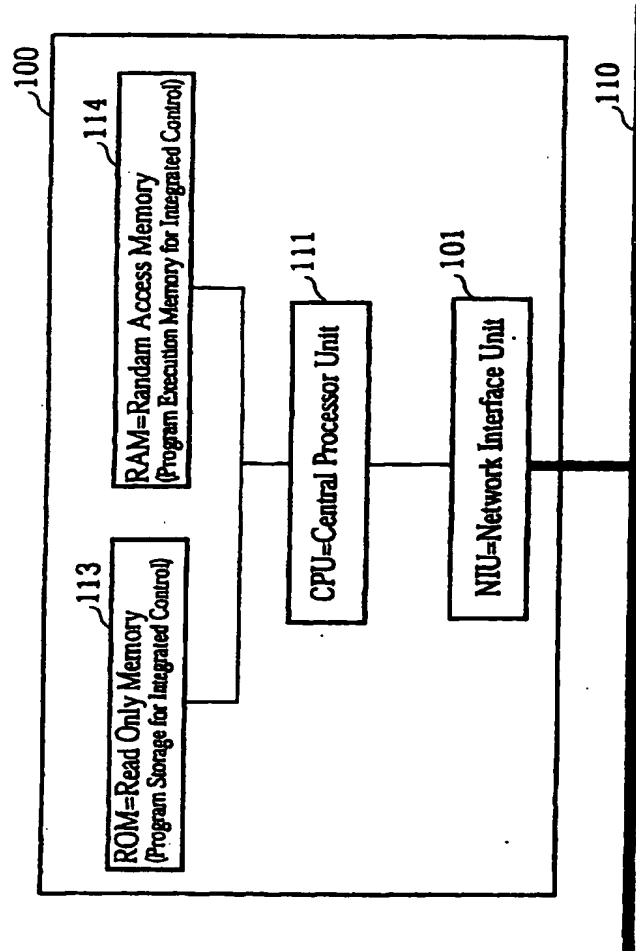 100
113
ROM=Read Only Memory
(Program Storage for Integrated Control)
114
RAM=Randam Access Memory
(Program Execution Memory for Integrated Control)
111
CPU=Central Processor Unit
101
NIU=Network Interface Unit
110